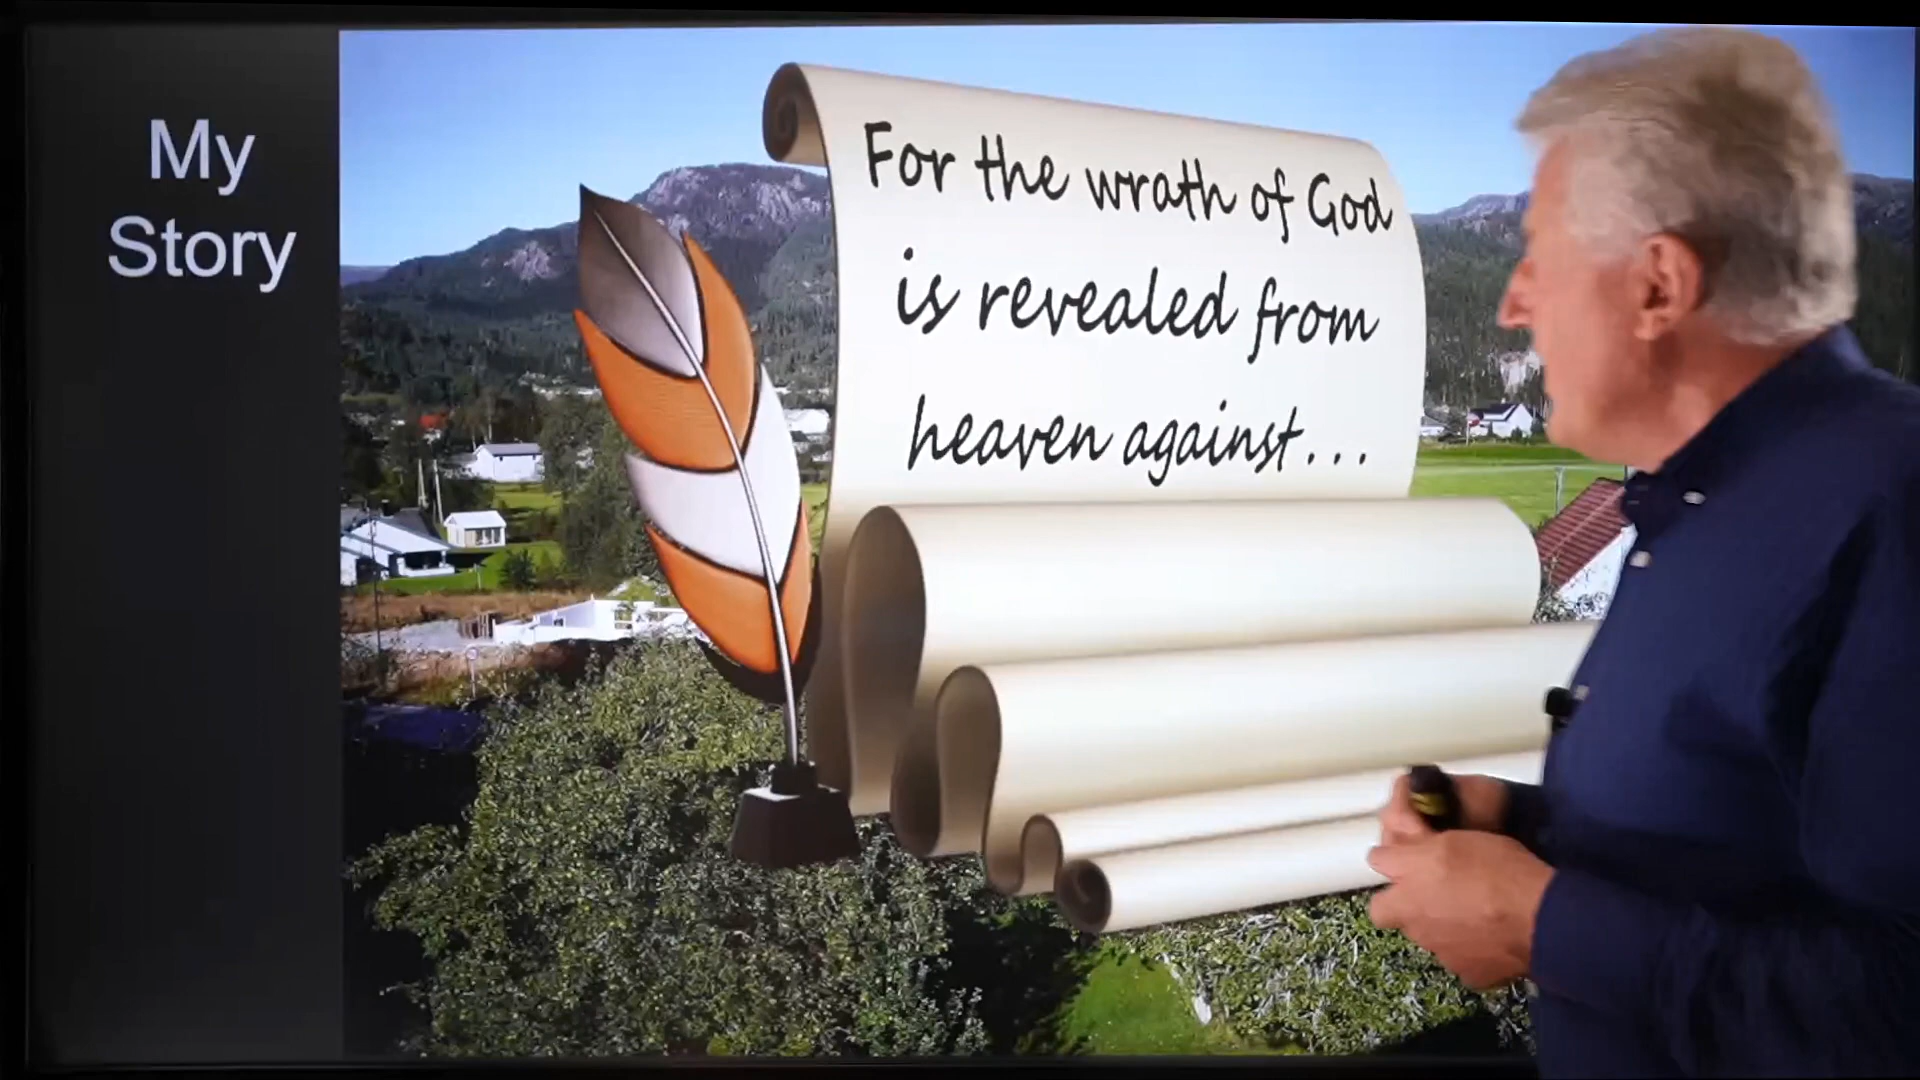 My
Story
For the wrath of God
is revealed from
heaven against...